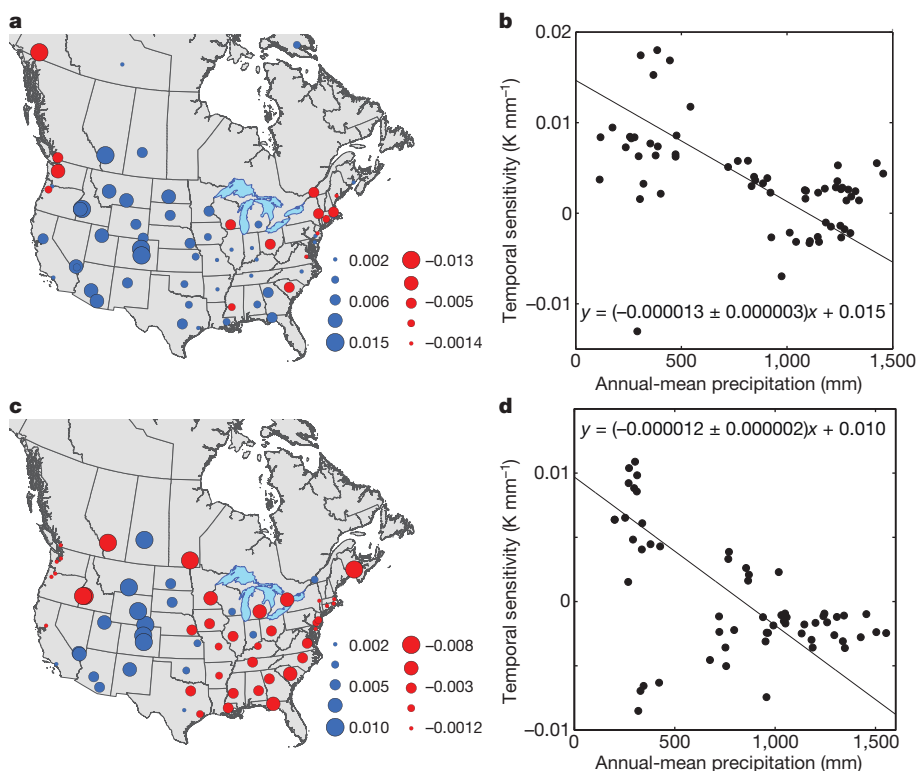 a
0.002
0.006
0.015
−0.013
−0.005
−0.0014
b
0.02
0.01
0
−0.01
Temporal sensitivity (K mm⁻¹)
y = (−0.000013 ± 0.000003)x + 0.015
0
500
1,000
1,500
Annual-mean precipitation (mm)
c
0.002
0.005
0.010
−0.008
−0.003
−0.0012
d
y = (−0.000012 ± 0.000002)x + 0.010
0.01
0
−0.01
Temporal sensitivity (K mm⁻¹)
0
500
1,000
1,500
Annual-mean precipitation (mm)